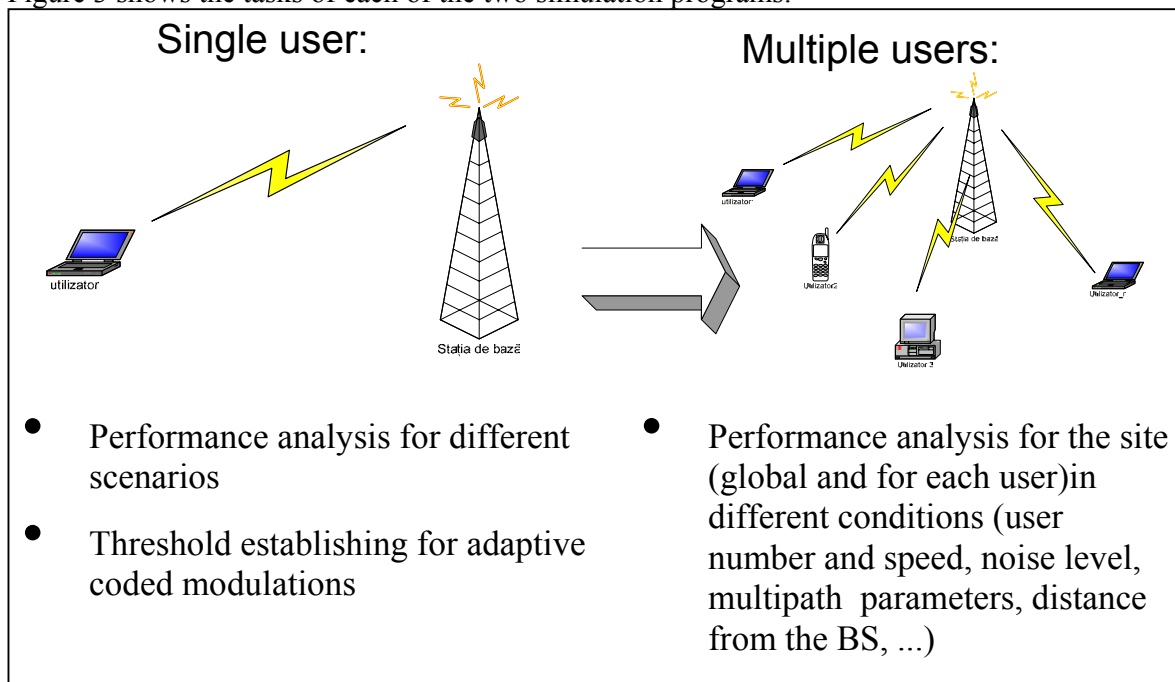 Figure 3 shows the tasks of each of the two simulation programs.
Single user:
utilizator
Stația de bază
• Performance analysis for different
scenarios
• Threshold establishing for adaptive
coded modulations
Multiple users:
utilizator
Utilizator2
Utilizator 3
Stația de bază
Utilizator_n
• Performance analysis for the site
(global and for each user)in
different conditions (user
number and speed, noise level,
multipath parameters, distance
from the BS, ...)